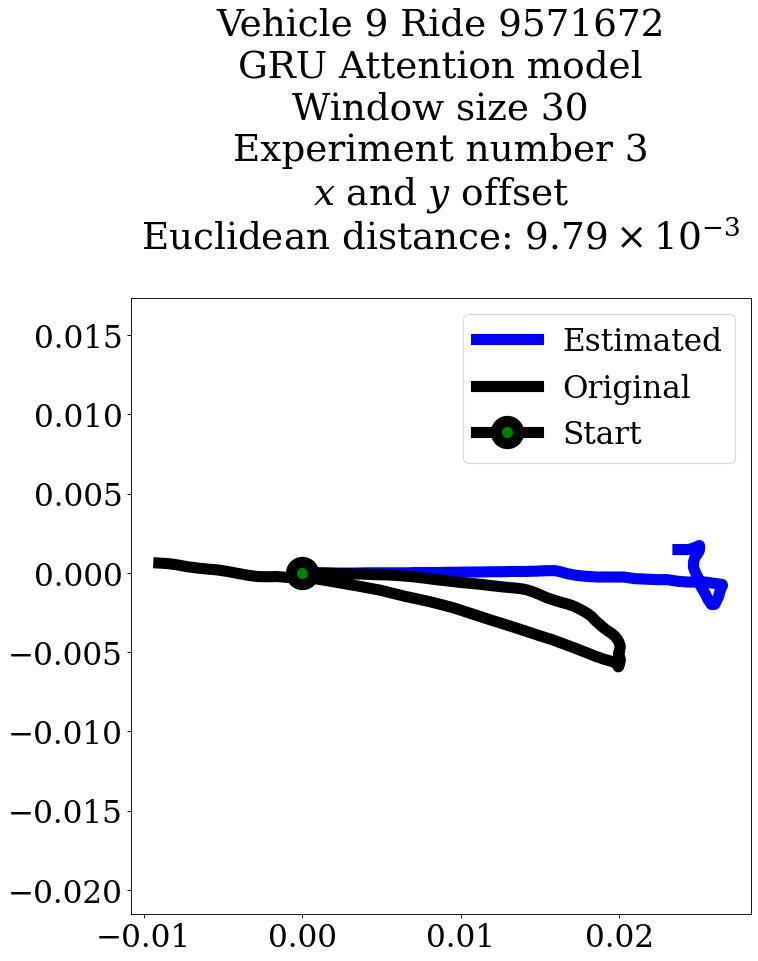 Vehicle 9 Ride 9571672
GRU Attention model
Window size 30
Experiment number 3
x and y offset
Euclidean distance: 9.79 × 10⁻³
Estimated
Original
Start
0.015
0.010
0.005
0.000
−0.005
−0.010
−0.015
−0.020
−0.01 0.00 0.01 0.02